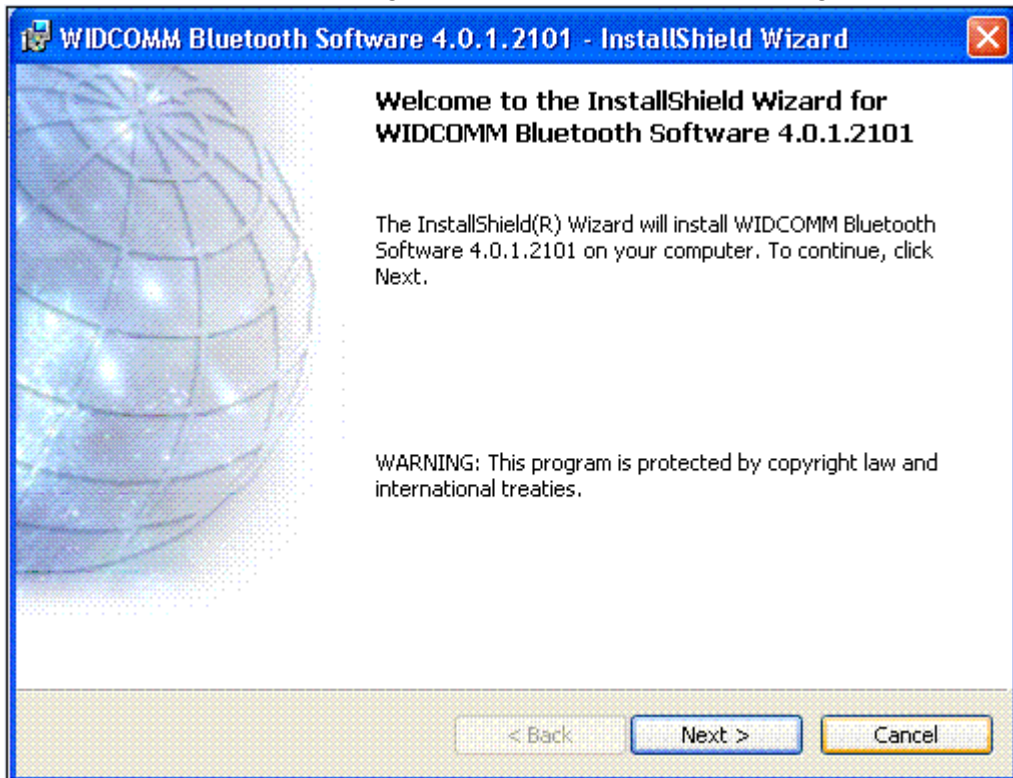 WIDCOMM Bluetooth Software 4.0.1.2101 - InstallShield Wizard
Welcome to the InstallShield Wizard for
WIDCOMM Bluetooth Software 4.0.1.2101
The InstallShield(R) Wizard will install WIDCOMM Bluetooth
Software 4.0.1.2101 on your computer. To continue, click
Next.
WARNING: This program is protected by copyright law and
international treaties.
< Back Next > Cancel